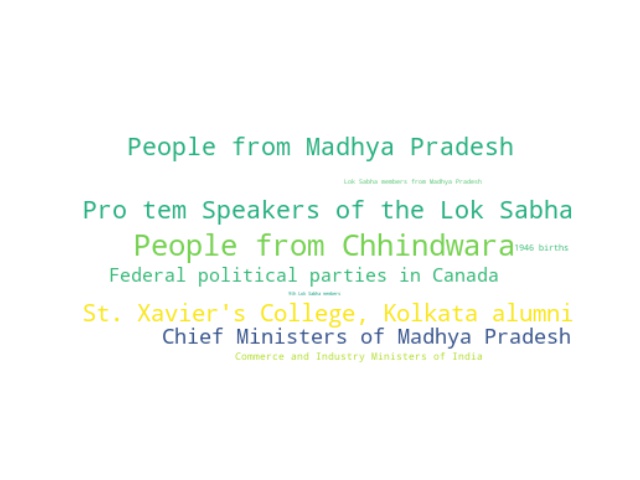 People from Madhya Pradesh
Lok Sabha members from Madhya Pradesh
Pro tem Speakers of the Lok Sabha
People from Chhindwara 1946 births
Federal political parties in Canada
9th Lok Sabha members
St. Xavier's College, Kolkata alumni
Chief Ministers of Madhya Pradesh
Commerce and Industry Ministers of India